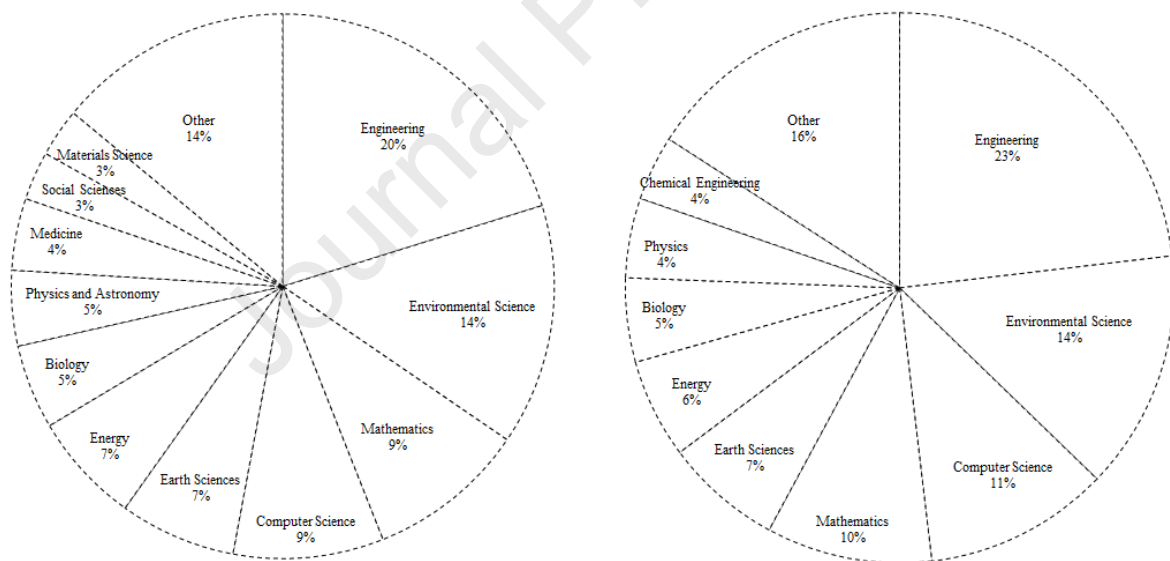 Journal P
Other
14%
Engineering
20%
Materials Science
3%
Social Sciences
3%
Medicine
4%
Physics and Astronomy
5%
Environmental Science
14%
Biology
5%
Mathematics
9%
Energy
7%
Earth Sciences
7%
Computer Science
9%
Other
16%
Engineering
23%
Chemical Engineering
4%
Physics
4%
Biology
5%
Environmental Science
14%
Energy
6%
Earth Sciences
7%
Computer Science
11%
Mathematics
10%